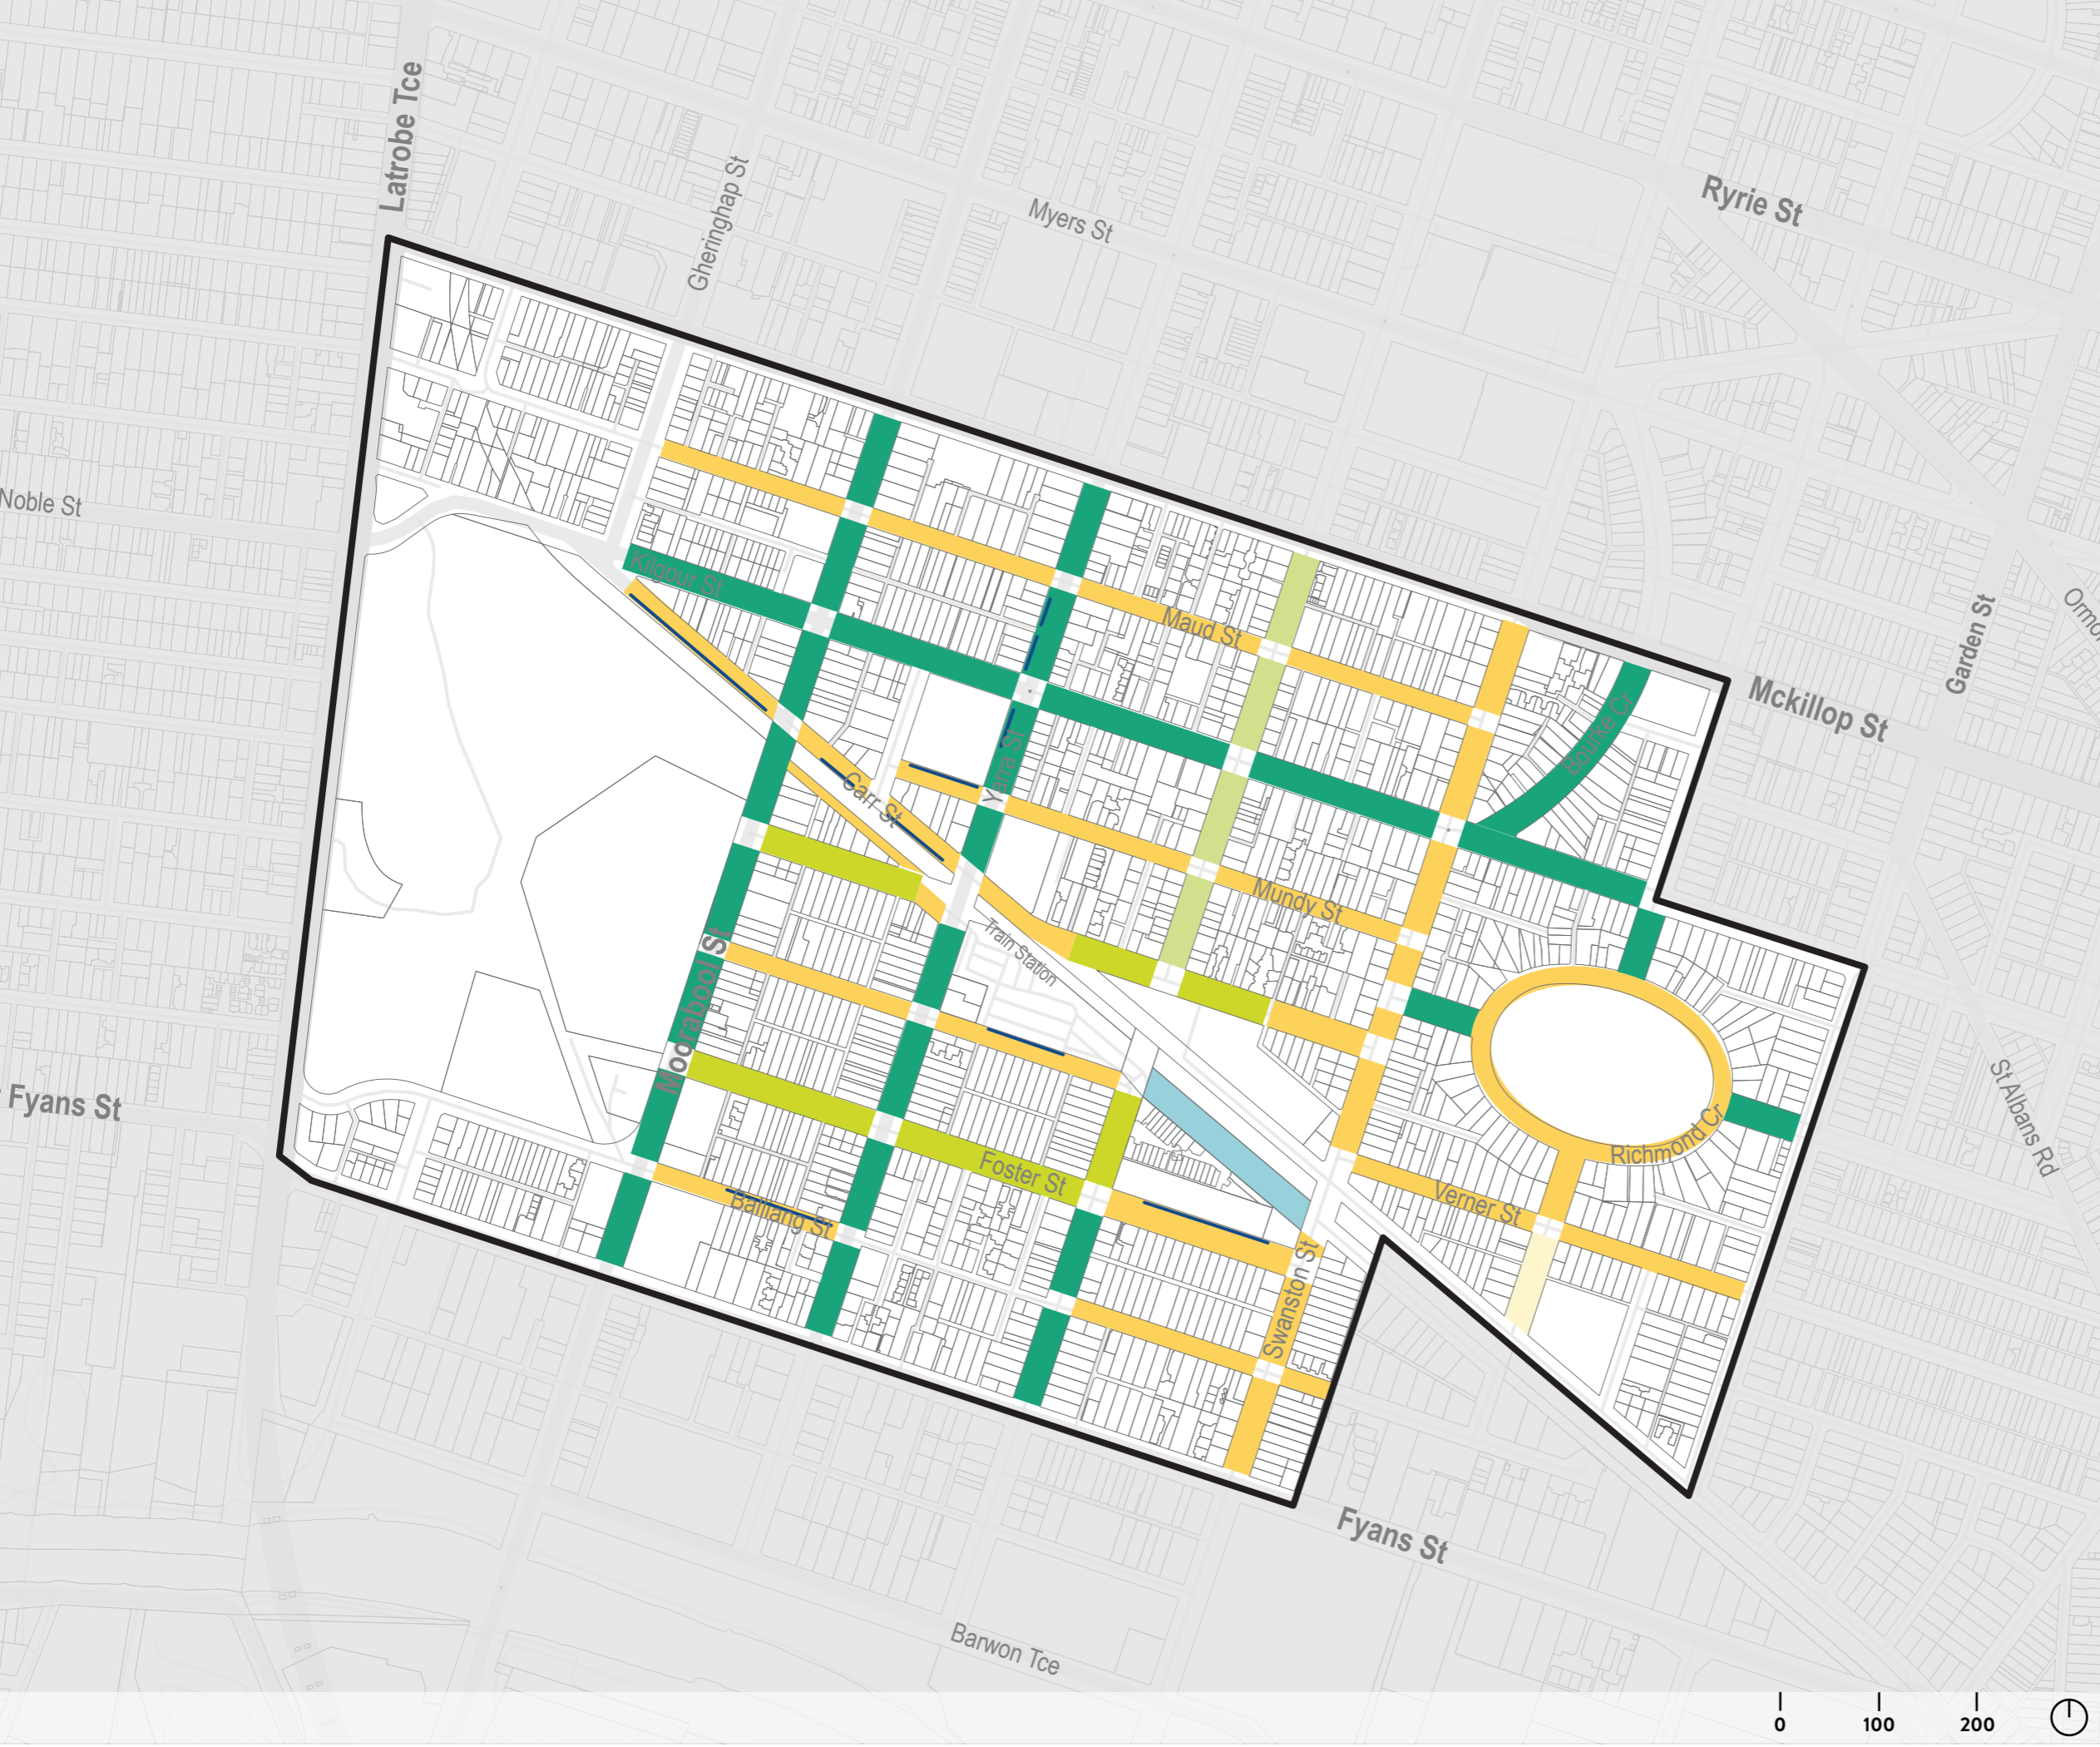 Latrobe Tce
Gheringhap St
Myers St
Ryrie St
Noble St
Kilgour St
Maud St
Bourke Cr
Garden St
Mckillop St
Carr St
Yarra St
Mundy St
Train Station
Moorabool St
Fyans St
Foster St
Balliang St
Richmond Cr
Verner St
St Albans Rd
Swanston St
Fyans St
Barwon Tce
0 100 200